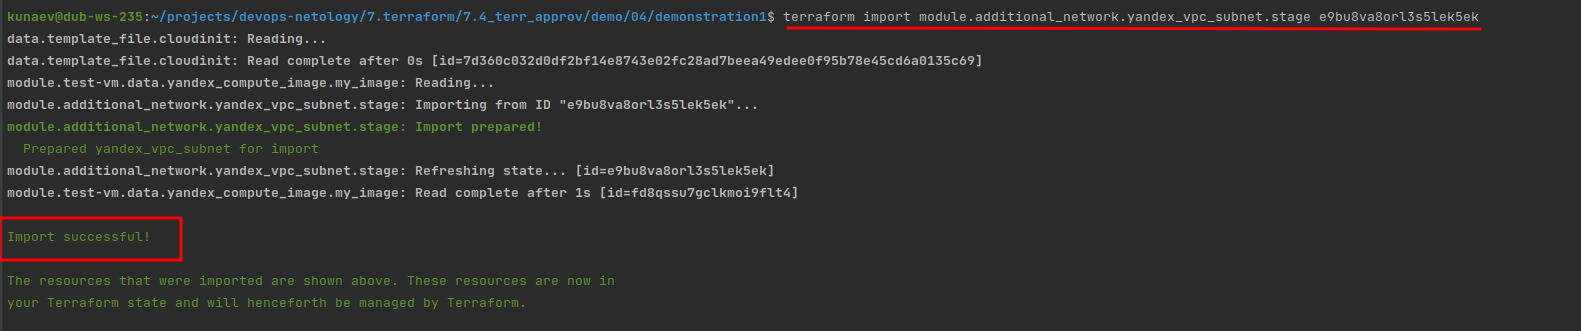 kunaev@dub-ws-235:~/projects/devops-netology/7.terraform/7.4_terr_approv/demo/04/demonstration1$ terraform import module.additional_network.yandex_vpc_subnet.stage e9bu8va8orl3s5lek5ek
data.template_file.cloudinit: Reading...
data.template_file.cloudinit: Read complete after 0s [id=7d360c032d0df2bf14e8743e02fc28ad7beea49edee0f95b78e45cd6a0135c69]
module.test-vm.data.yandex_compute_image.my_image: Reading...
module.additional_network.yandex_vpc_subnet.stage: Importing from ID "e9bu8va8orl3s5lek5ek"...
module.additional_network.yandex_vpc_subnet.stage: Import prepared!
  Prepared yandex_vpc_subnet for import
module.additional_network.yandex_vpc_subnet.stage: Refreshing state... [id=e9bu8va8orl3s5lek5ek]
module.test-vm.data.yandex_compute_image.my_image: Read complete after 1s [id=fd8qssu7gclkmoi9flt4]
Import successful!
The resources that were imported are shown above. These resources are now in
your Terraform state and will henceforth be managed by Terraform.